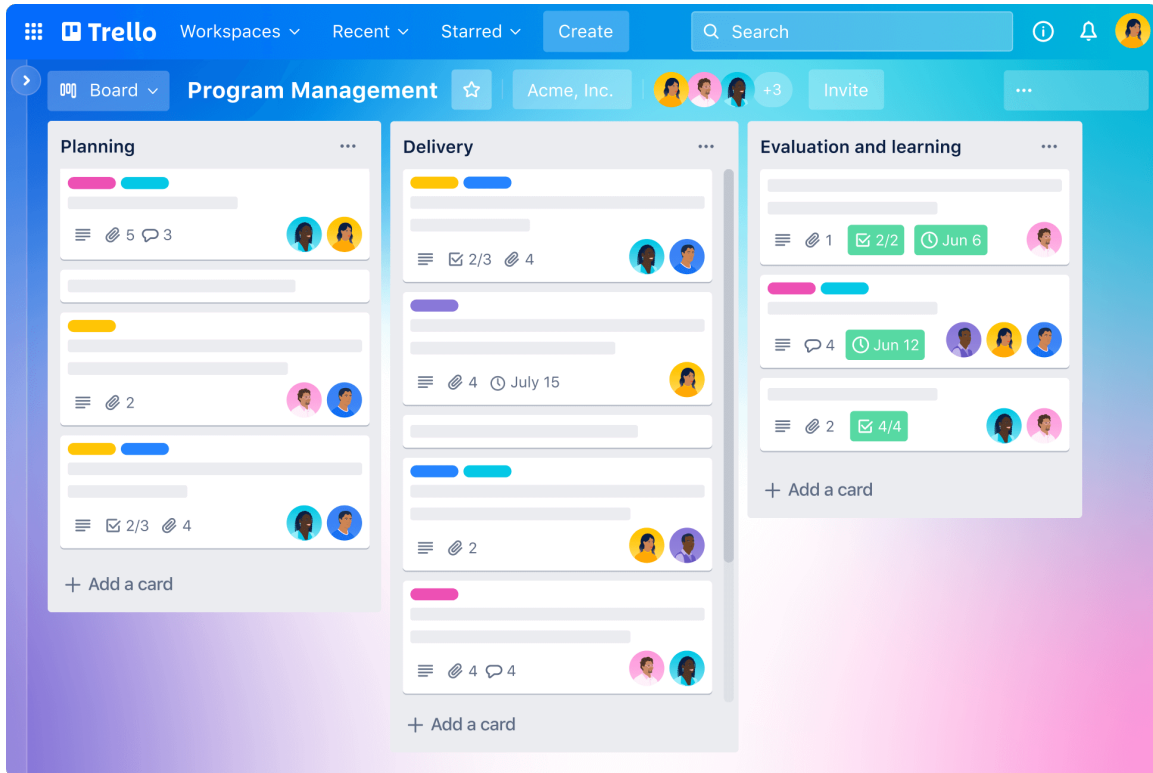 Trello Workspaces Recent Starred Create Search
Board Program Management Acme, Inc. +3 Invite
Planning
5 3
2
2/3 4
+ Add a card
Delivery
2/3 4
4 July 15
2
4 4
+ Add a card
Evaluation and learning
1 2/2 Jun 6
4 Jun 12
2 4/4
+ Add a card